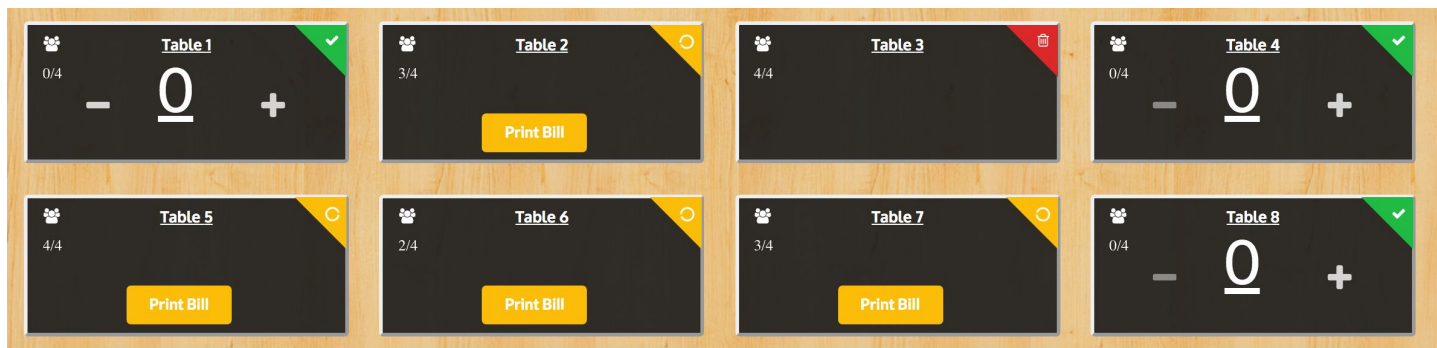 Table 1
0/4
0
Table 2
3/4
Print Bill
Table 3
4/4
Table 4
0/4
0
Table 5
4/4
Print Bill
Table 6
2/4
Print Bill
Table 7
3/4
Print Bill
Table 8
0/4
0